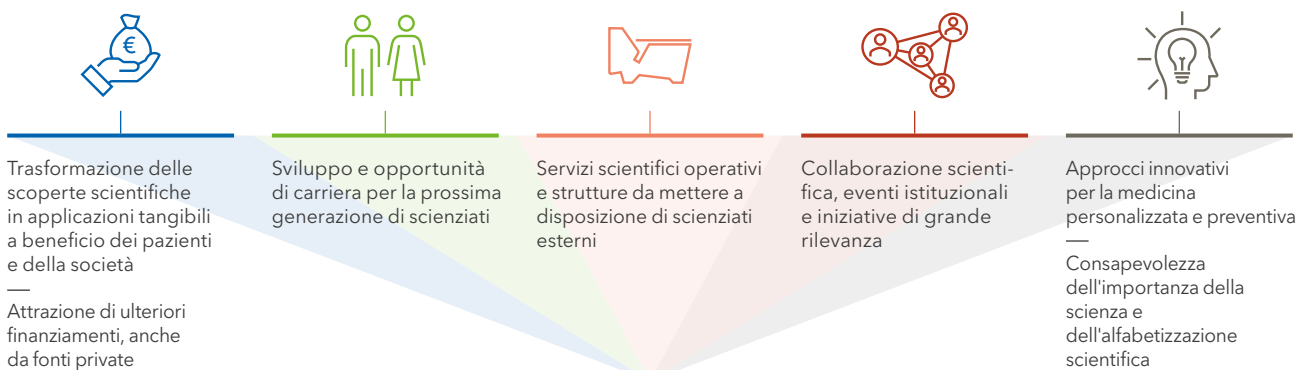 €
Trasformazione delle
scoperte scientifiche
in applicazioni tangibili
a beneficio dei pazienti
e della società
—
Attrazione di ulteriori
finanziamenti, anche
da fonti private
Sviluppo e opportunità
di carriera per la prossima
generazione di scienziati
Servizi scientifici operativi
e strutture da mettere a
disposizione di scienziati
esterni
Collaborazione scienti-
fica, eventi istituzionali
e iniziative di grande
rilevanza
Approcci innovativi
per la medicina
personalizzata e preventiva
—
Consapevolezza
dell'importanza della
scienza e
dell'alfabetizzazione
scientifica